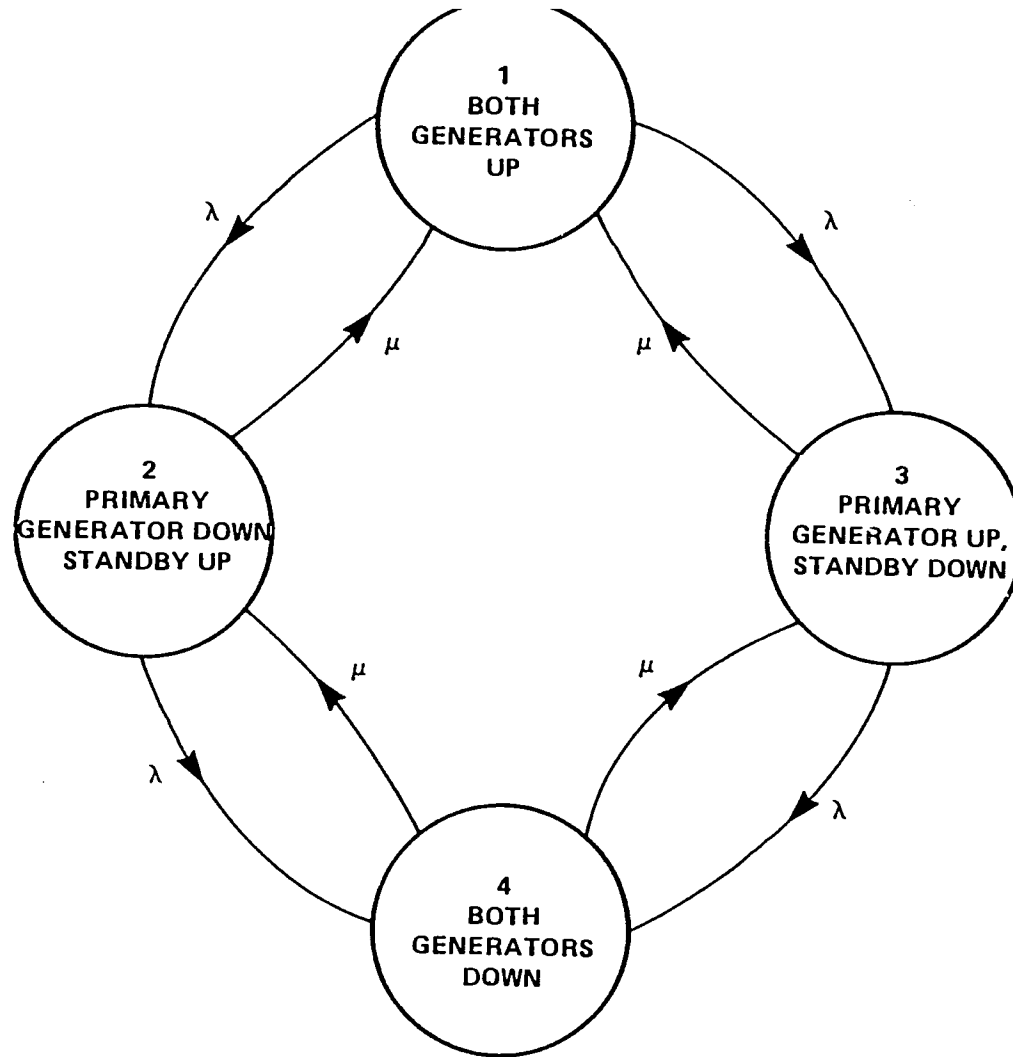 1
BOTH
GENERATORS
UP
λ
λ
μ
μ
2
PRIMARY
GENERATOR DOWN
STANDBY UP
3
PRIMARY
GENERATOR UP,
STANDBY DOWN
μ
μ
λ
λ
4
BOTH
GENERATORS
DOWN